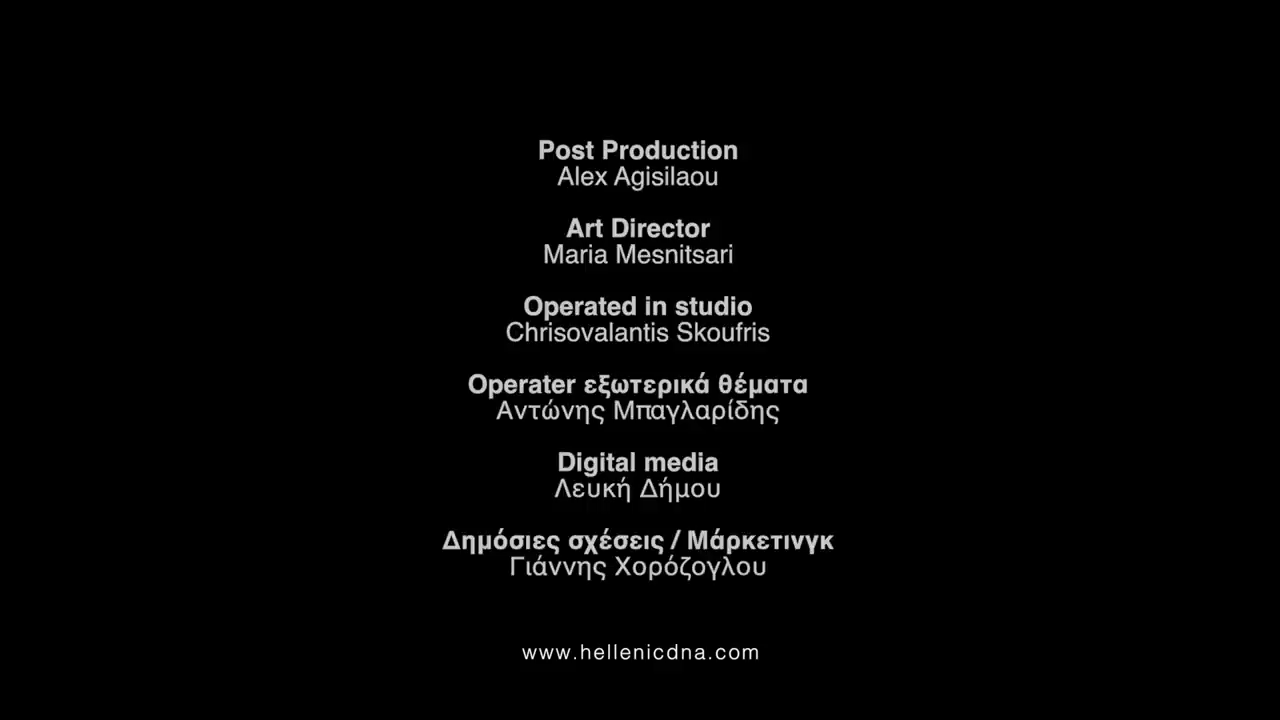 Post Production
Alex Agisilaou
Art Director
Maria Mesnitsari
Operated in studio
Chrisovalantis Skoufris
Operater εξωτερικά θέματα
Αντώνης Μπαγλαρίδης
Digital media
Λευκή Δήμου
Δημόσιες σχέσεις / Μάρκετινγκ
Γιάννης Χορόζογλου
www.hellenicdna.com